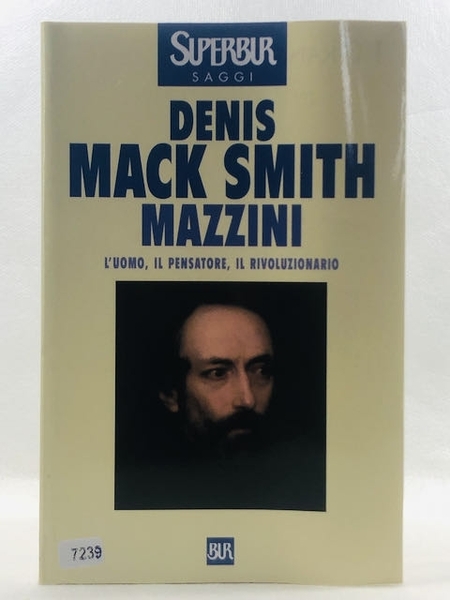 SUPERBUR
SAGGI
DENIS
MACK SMITH
MAZZINI
L'UOMO, IL PENSATORE, IL RIVOLUZIONARIO
7239
BUR